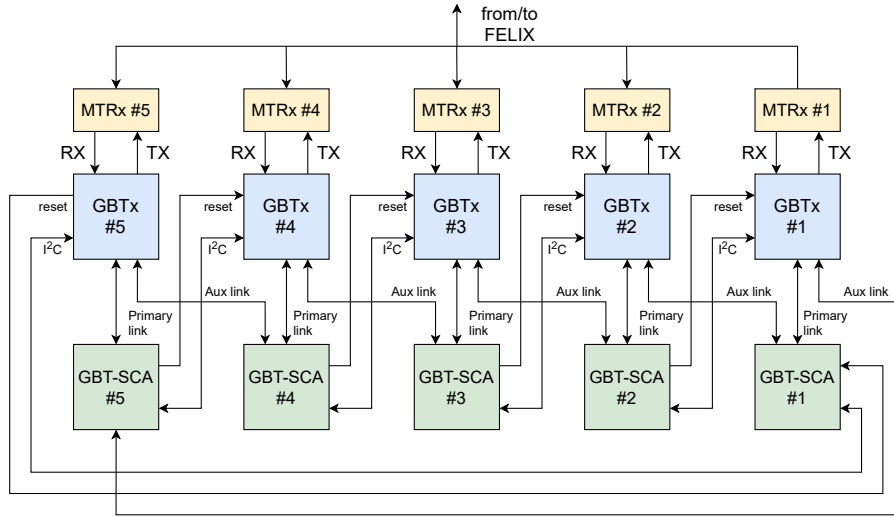 from/to
FELIX
MTRx #5
MTRx #4
MTRx #3
MTRx #2
MTRx #1
RX
TX
RX
TX
RX
TX
RX
TX
RX
TX
reset
GBTx
#5
I²C
reset
GBTx
#4
I²C
reset
GBTx
#3
I²C
reset
GBTx
#2
I²C
reset
GBTx
#1
I²C
Aux link
Aux link
Aux link
Aux link
Aux link
Primary
link
Primary
link
Primary
link
Primary
link
Primary
link
GBT-SCA
#5
GBT-SCA
#4
GBT-SCA
#3
GBT-SCA
#2
GBT-SCA
#1